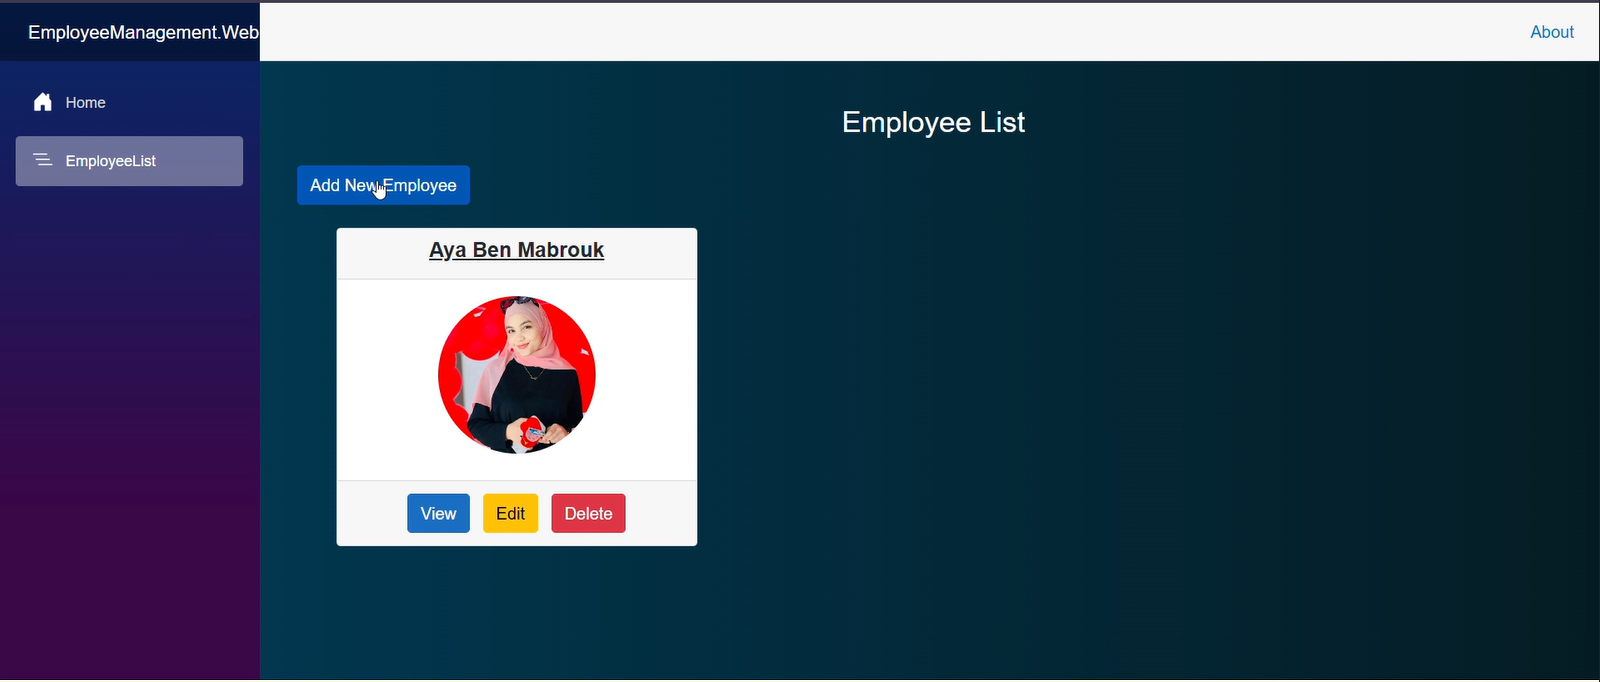 EmployeeManagement.Web
About
Home
EmployeeList
Employee List
Add New Employee
Aya Ben Mabrouk
View
Edit
Delete